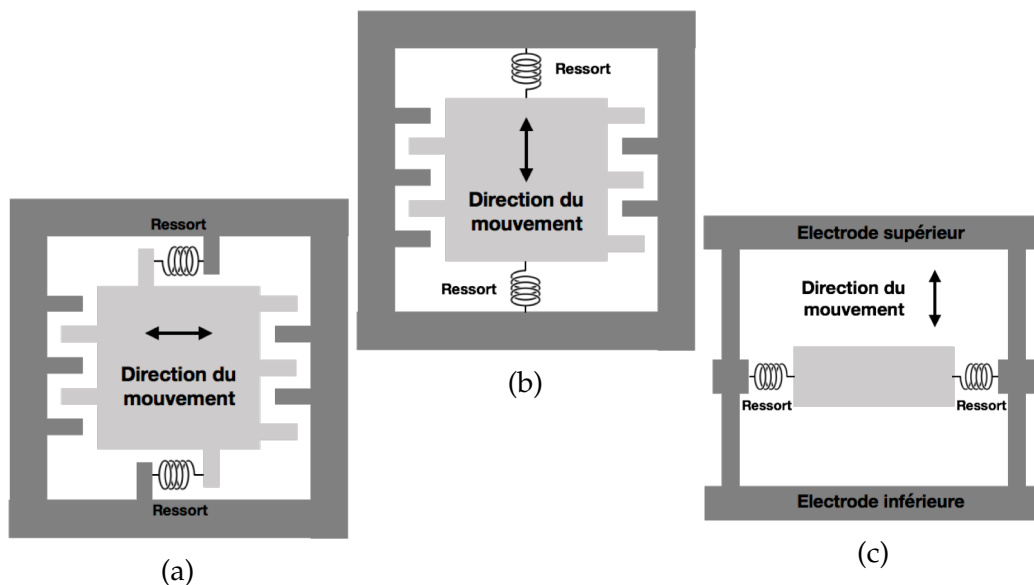 Ressort
Direction du
mouvement
Ressort
(a)
Ressort
Direction du
mouvement
Ressort
(b)
Electrode supérieur
Direction du
mouvement
Ressort
Ressort
Electrode inférieure
(c)